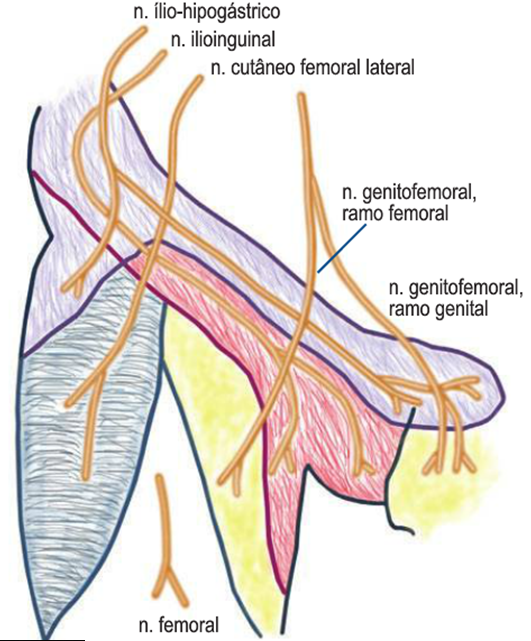 n. ílio-hipogástrico
n. ilioinguinal
n. cutâneo femoral lateral
n. genitofemoral,
ramo femoral
n. genitofemoral,
ramo genital
n. femoral